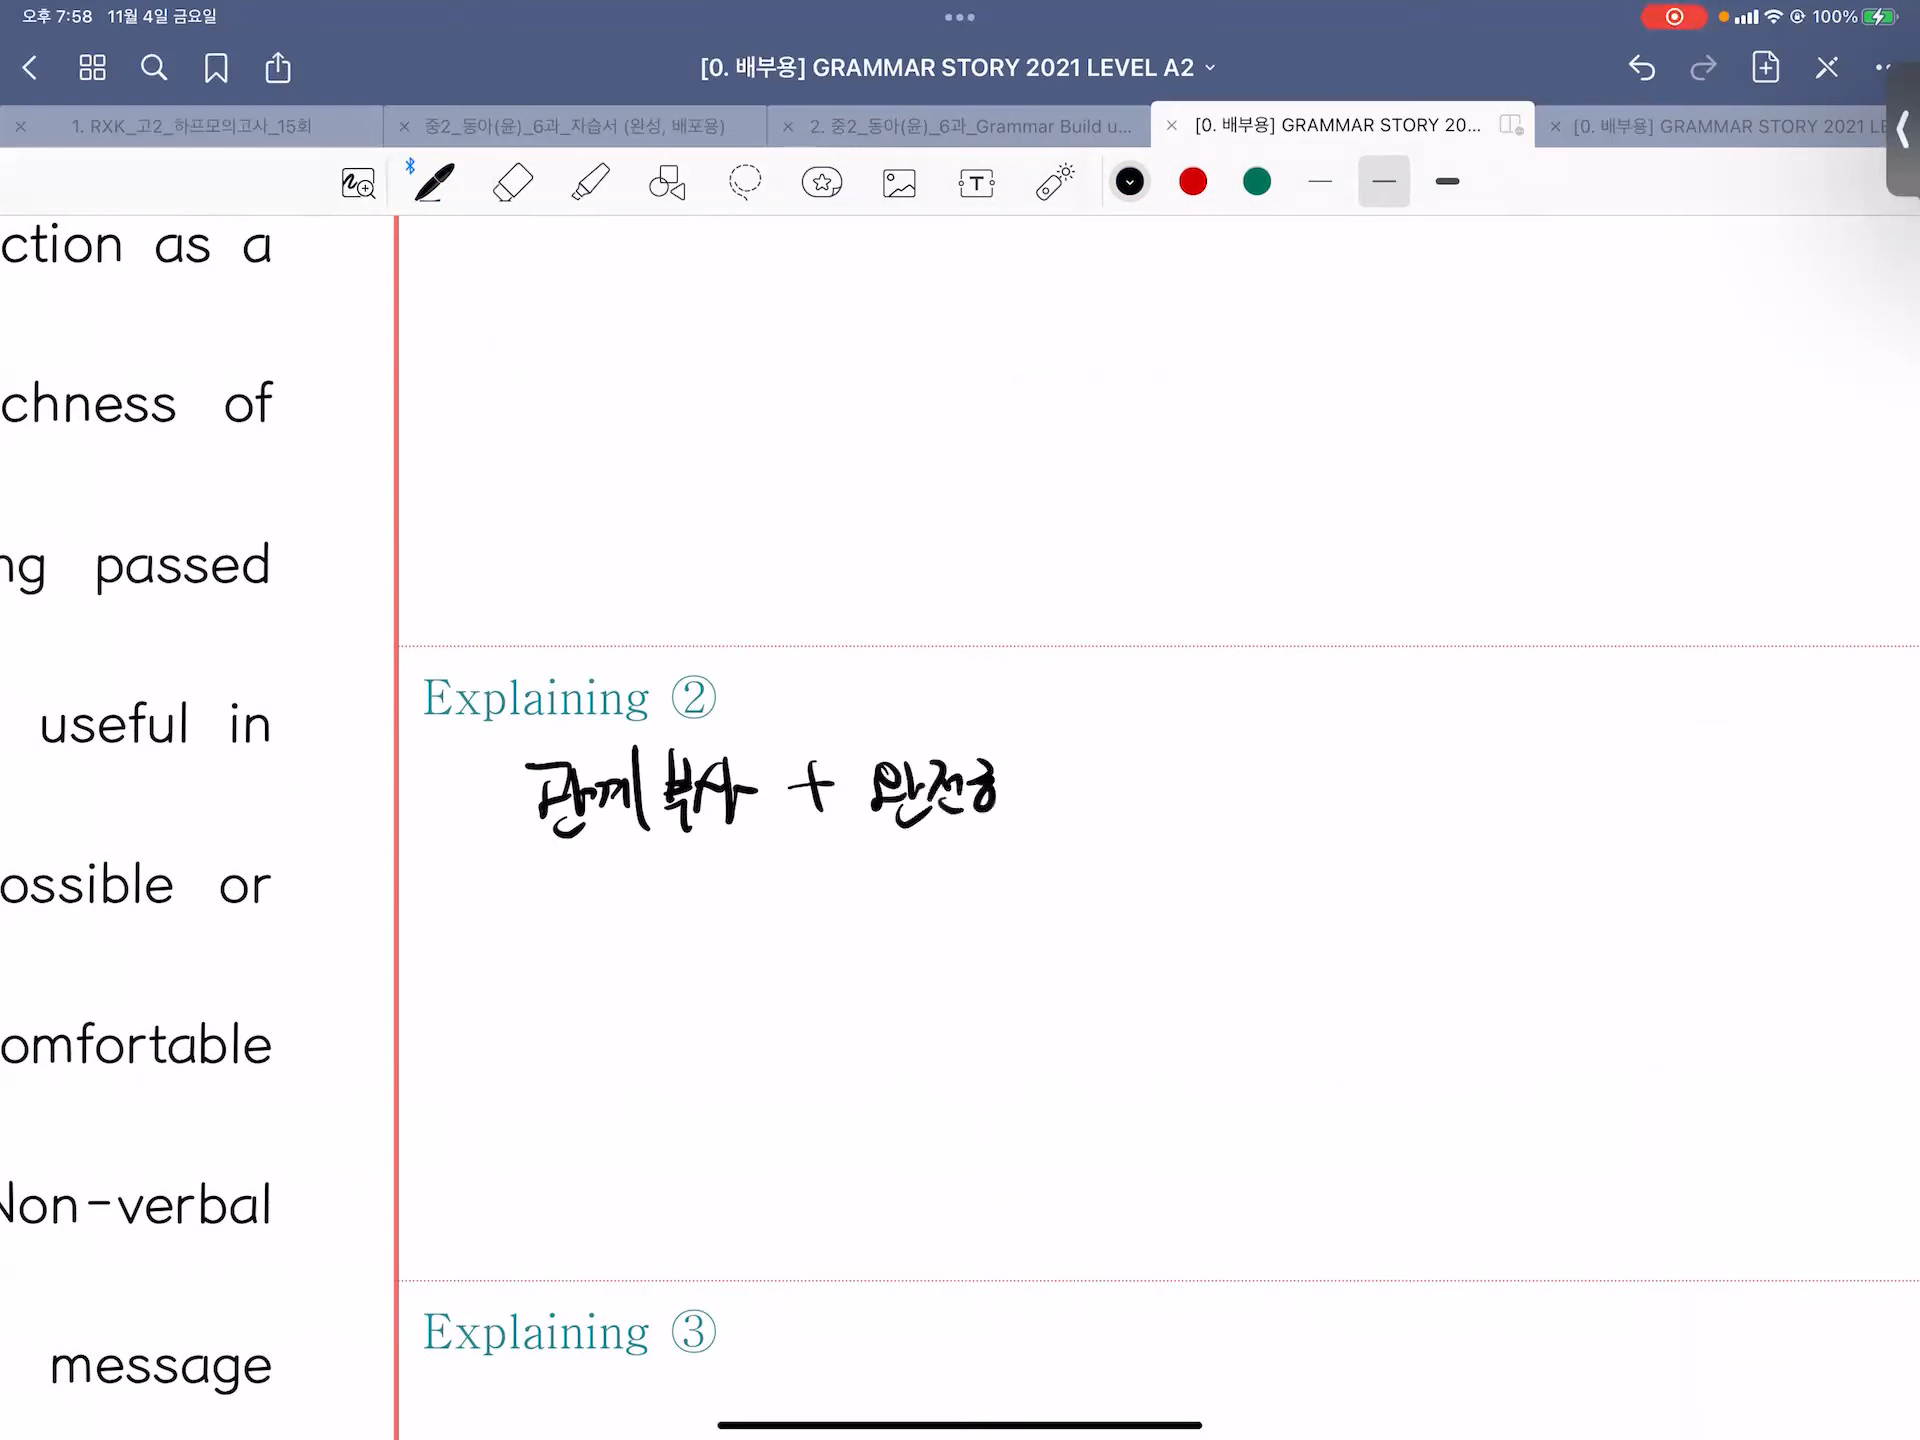 오후 7:58 11월 4일 금요일
100%
[0. 배부용] GRAMMAR STORY 2021 LEVEL A2
1. RXK_고2_하프모의고사_15회
중2_동아(윤)_6과_자습서 (완성, 배포용)
2. 중2_동아(윤)_6과_Grammar Build u...
[0. 배부용] GRAMMAR STORY 20...
[0. 배부용] GRAMMAR STORY 2021 LE
T
ction as a
chness of
ng passed
useful in
ossible or
omfortable
Non-verbal
message
Explaining ②
관계부사 + 완전ㅎ
Explaining ③